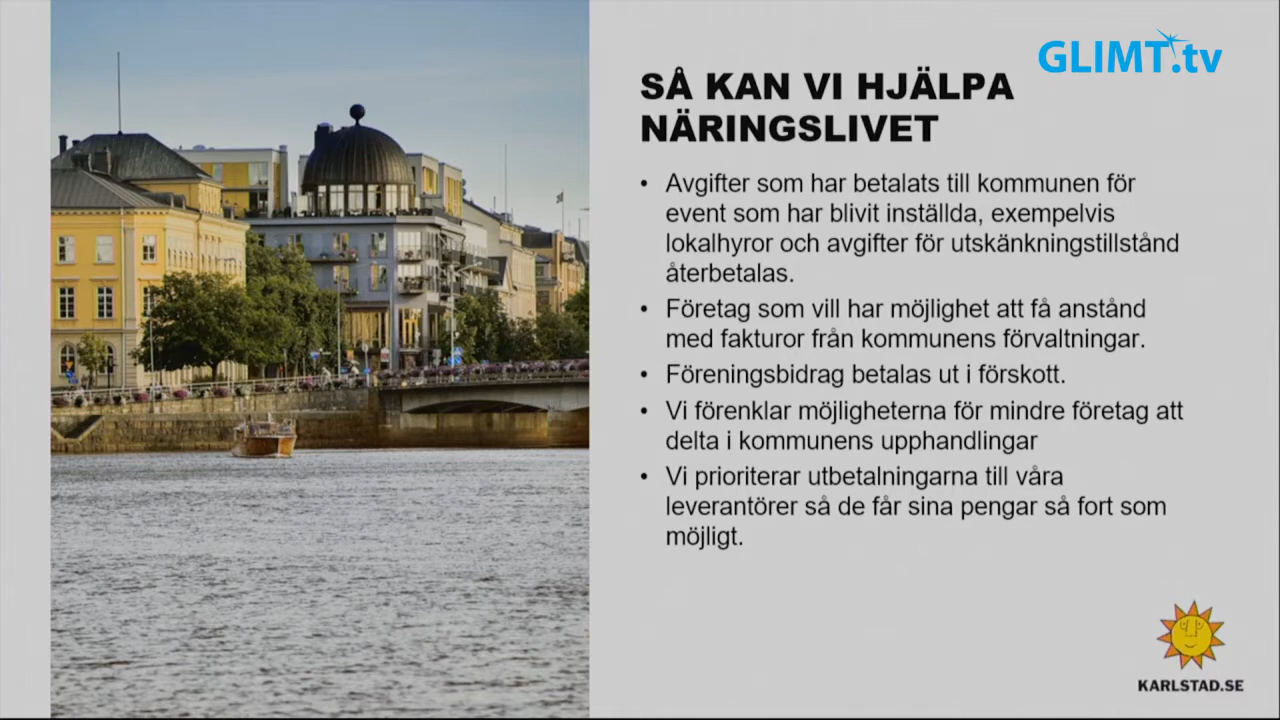 GLIMT.tv
SÅ KAN VI HJÄLPA
NÄRINGSLIVET
• Avgifter som har betalats till kommunen för
event som har blivit inställda, exempelvis
lokalhyror och avgifter för utskänkningstillstånd
återbetalas.
• Företag som vill har möjlighet att få anstånd
med fakturor från kommunens förvaltningar.
• Föreningsbidrag betalas ut i förskott.
• Vi förenklar möjligheterna för mindre företag att
delta i kommunens upphandlingar
• Vi prioriterar utbetalningarna till våra
leverantörer så de får sina pengar så fort som
möjligt.
KARLSTAD.SE